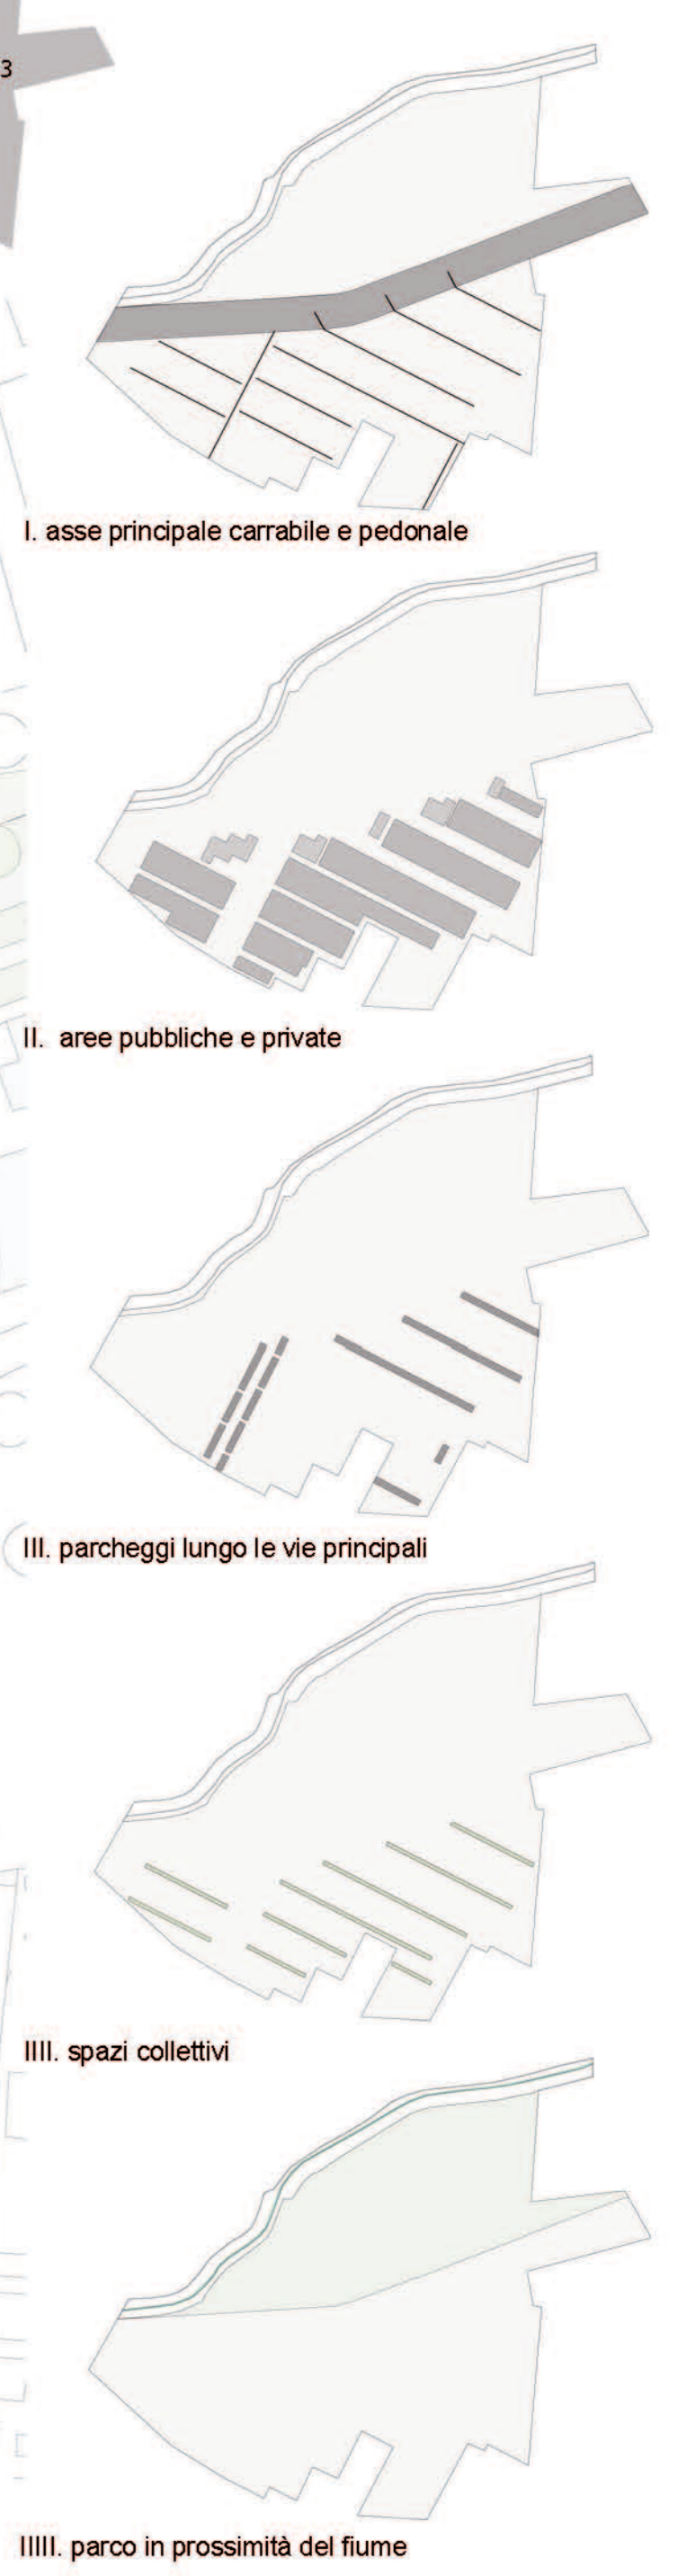 3
I. asse principale carrabile e pedonale
II. aree pubbliche e private
III. parcheggi lungo le vie principali
IIII. spazi collettivi
IIIII. parco in prossimità del fiume